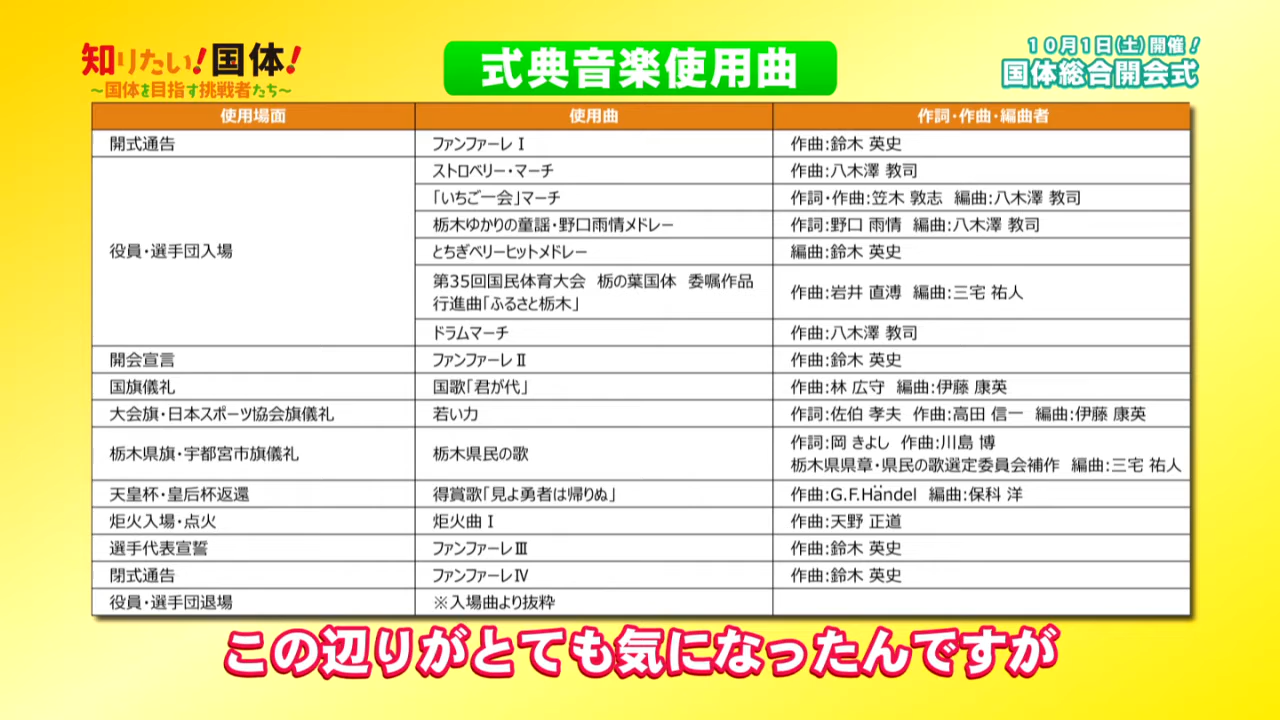 知りたい!国体!
~国体を目指す挑戦者たち~
式典音楽使用曲
10月1日(土)開催!
国体総合開会式
使用場面 使用曲 作詞・作曲・編曲者
開式通告 ファンファーレⅠ 作曲:鈴木 英史
役員・選手団入場 ストロベリー・マーチ 作曲:八木澤 教司
「いちご一会」マーチ 作詞・作曲:笠木 敦志 編曲:八木澤 教司
栃木ゆかりの童謡・野口雨情メドレー 作詞:野口 雨情 編曲:八木澤 教司
とちぎベリーヒットメドレー 編曲:鈴木 英史
第35回国民体育大会 栃の葉国体 委嘱作品
行進曲「ふるさと栃木」 作曲:岩井 直溥 編曲:三宅 祐人
ドラムマーチ 作曲:八木澤 教司
開会宣言 ファンファーレⅡ 作曲:鈴木 英史
国旗儀礼 国歌「君が代」 作曲:林 広守 編曲:伊藤 康英
大会旗・日本スポーツ協会旗儀礼 若い力 作詞:佐伯 孝夫 作曲:高田 信一 編曲:伊藤 康英
栃木県旗・宇都宮市旗儀礼 栃木県民の歌 作詞:岡 きよし 作曲:川島 博
栃木県県章・県民の歌選定委員会補作 編曲:三宅 祐人
天皇杯・皇后杯返還 得賞歌「見よ勇者は帰りぬ」 作曲:G.F.Händel 編曲:保科 洋
炬火入場・点火 炬火曲Ⅰ 作曲:天野 正道
選手代表宣誓 ファンファーレⅢ 作曲:鈴木 英史
閉式通告 ファンファーレⅣ 作曲:鈴木 英史
役員・選手団退場 ※入場曲より抜粋
この辺りがとても気になったんですが